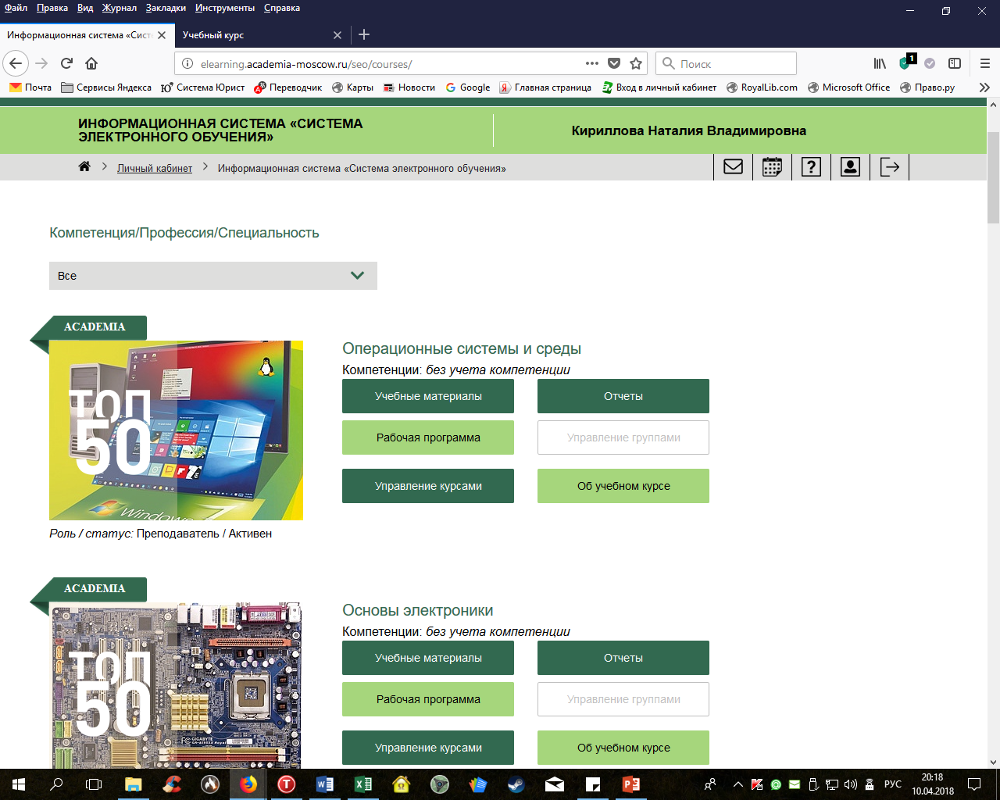 Файл Правка Вид Журнал Закладки Инструменты Справка
Информационная система «Сист
Учебный курс
elearning.academia-moscow.ru/seo/courses/
Поиск
1
Почта Сервисы Яндекса Система Юрист Переводчик Карты Новости Google Главная страница Вход в личный кабинет RoyalLib.com Microsoft Office Право.ру
ИНФОРМАЦИОННАЯ СИСТЕМА «СИСТЕМА
ЭЛЕКТРОННОГО ОБУЧЕНИЯ»
Кириллова Наталия Владимировна
Личный кабинет
Информационная система «Система электронного обучения»
Компетенция/Профессия/Специальность
Все
ACADEMIA
ТОП
50
Windows 7
Роль / статус: Преподаватель / Активен
Операционные системы и среды
Компетенции: без учета компетенции
Учебные материалы
Отчеты
Рабочая программа
Управление группами
Управление курсами
Об учебном курсе
ACADEMIA
ТОП
50
GIGABYTE
Основы электроники
Компетенции: без учета компетенции
Учебные материалы
Отчеты
Рабочая программа
Управление группами
Управление курсами
Об учебном курсе
РУС
20:18
10.04.2018